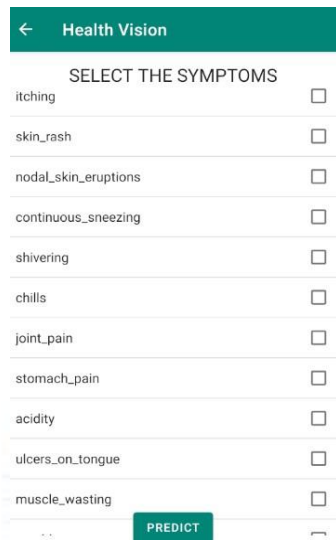 Health Vision
SELECT THE SYMPTOMS
itching
skin_rash
nodal_skin_eruptions
continuous_sneezing
shivering
chills
joint_pain
stomach_pain
acidity
ulcers_on_tongue
muscle_wasting
PREDICT